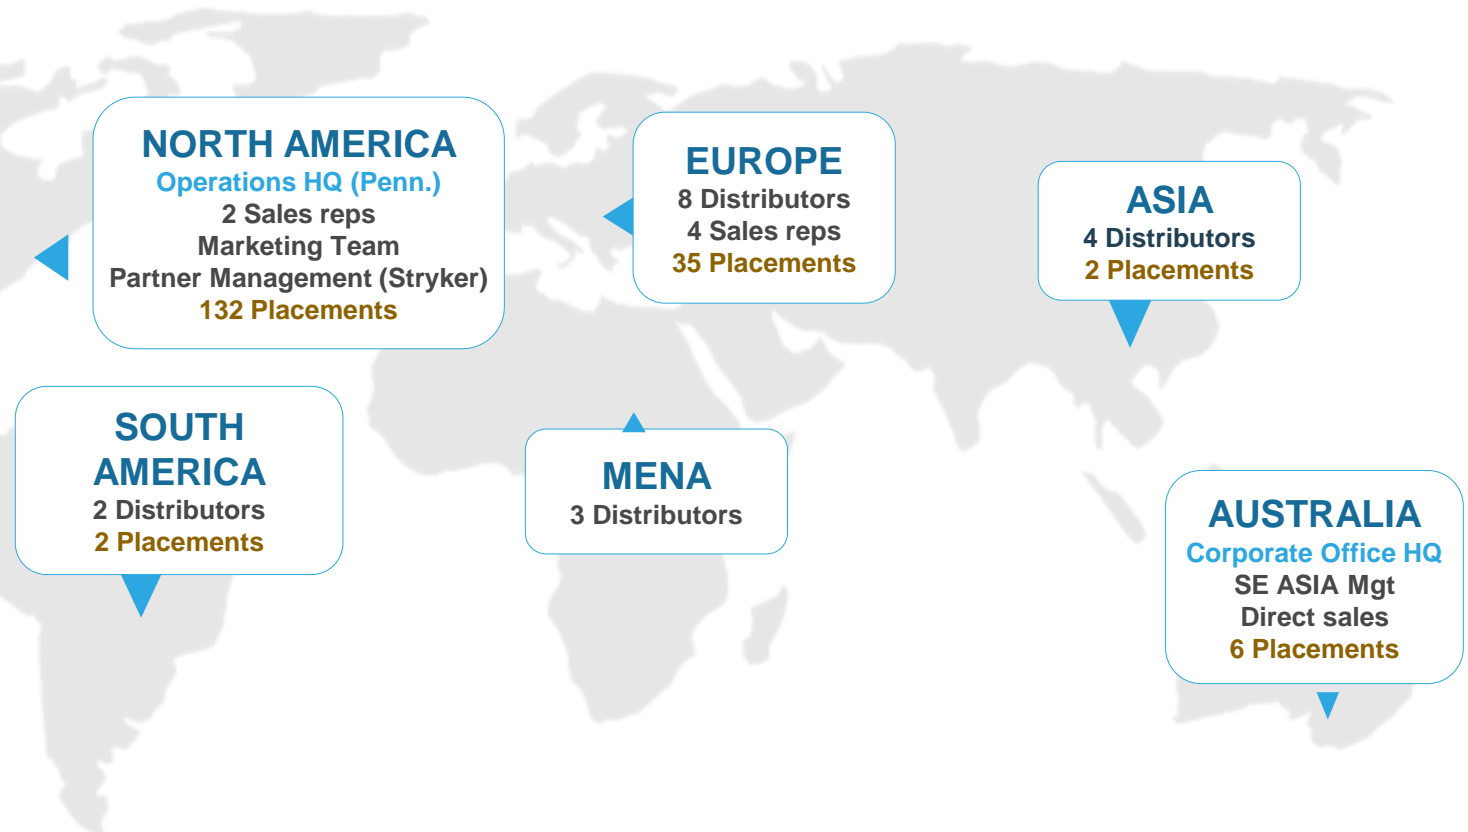 NORTH AMERICA
Operations HQ (Penn.)
2 Sales reps
Marketing Team
Partner Management (Stryker)
132 Placements
EUROPE
8 Distributors
4 Sales reps
35 Placements
ASIA
4 Distributors
2 Placements
SOUTH
AMERICA
2 Distributors
2 Placements
MENA
3 Distributors
AUSTRALIA
Corporate Office HQ
SE ASIA Mgt
Direct sales
6 Placements